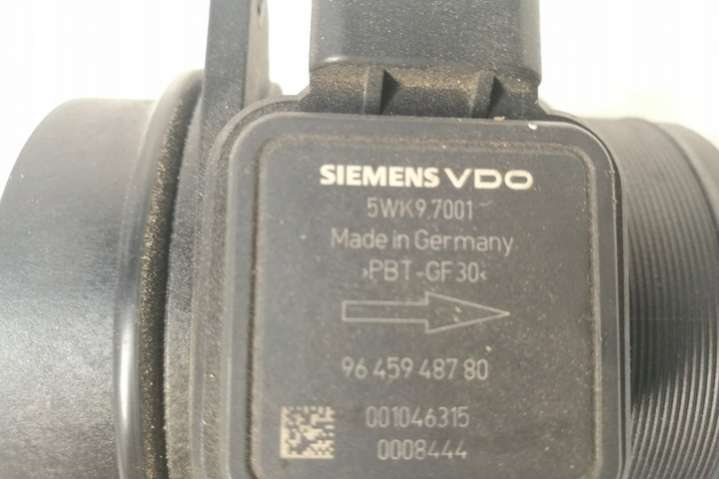 SIEMENS VDO
5WK9.7001
Made in Germany
›PBT-GF30‹
96 459 487 80
001046315
0008444